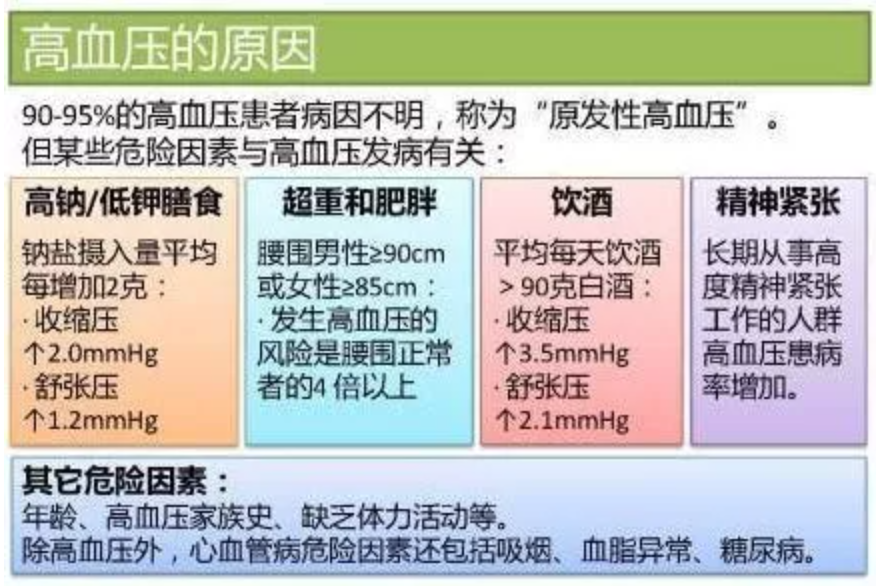 高血压的原因
90-95%的高血压患者病因不明，称为“原发性高血压”。
但某些危险因素与高血压发病有关：
高钠/低钾膳食
钠盐摄入量平均
每增加2克：
·收缩压
↑2.0mmHg
·舒张压
↑1.2mmHg
超重和肥胖
腰围男性≥90cm
或女性≥85cm：
·发生高血压的
风险是腰围正常
者的4 倍以上
饮酒
平均每天饮酒
＞90克白酒：
·收缩压
↑3.5mmHg
·舒张压
↑2.1mmHg
精神紧张
长期从事高
度精神紧张
工作的人群
高血压患病
率增加。
其它危险因素：
年龄、高血压家族史、缺乏体力活动等。
除高血压外，心血管病危险因素还包括吸烟、血脂异常、糖尿病。